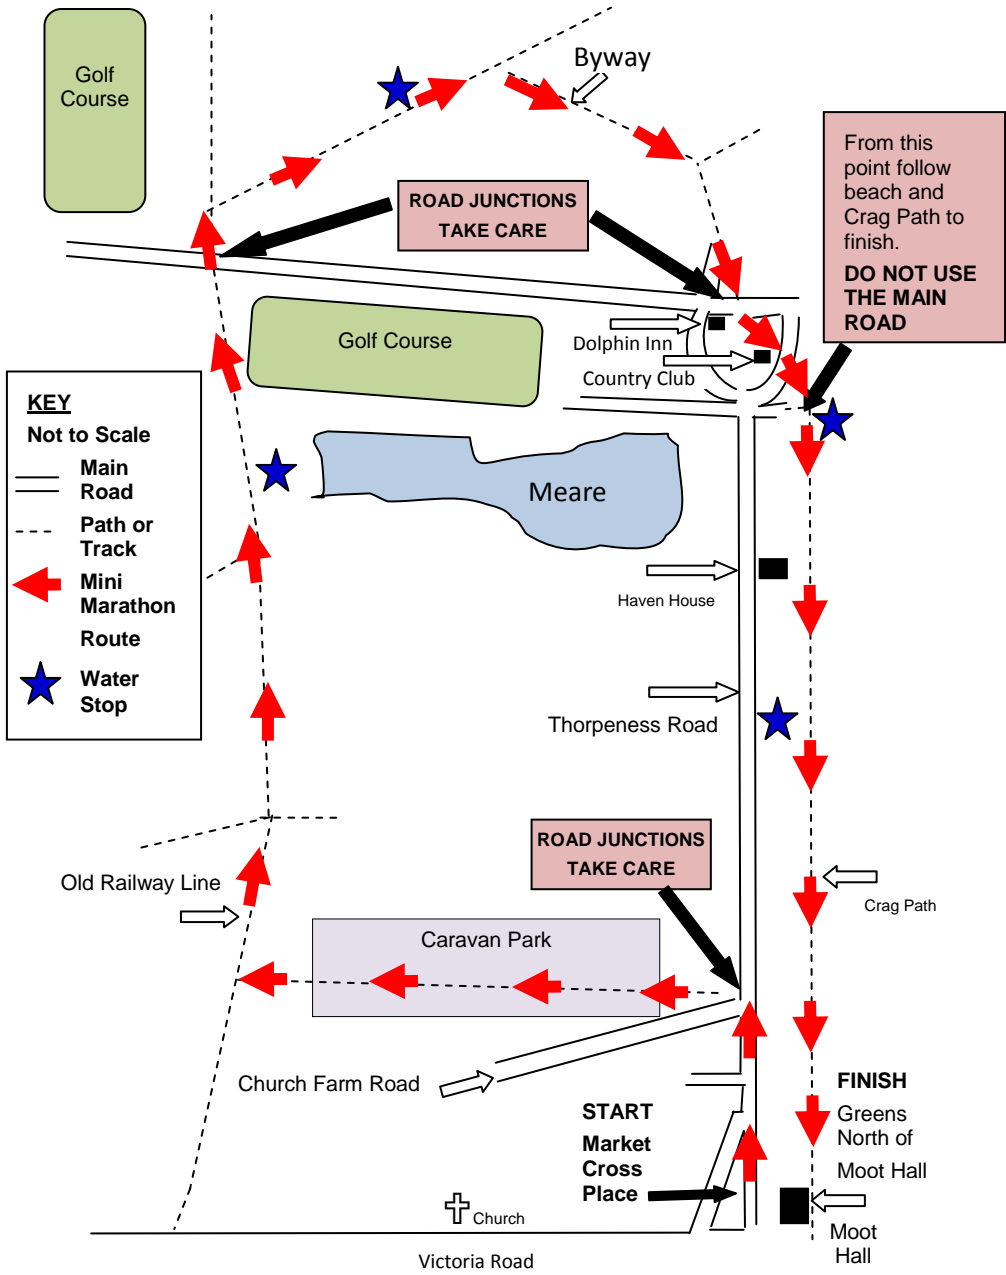 Golf
Course
Byway
ROAD JUNCTIONS
TAKE CARE
From this
point follow
beach and
Crag Path to
finish.
DO NOT USE
THE MAIN
ROAD
Golf Course
Dolphin Inn
Country Club
KEY
Not to Scale
Main
Road
Path or
Track
Mini
Marathon
Route
Water
Stop
Meare
Haven House
Thorpeness Road
ROAD JUNCTIONS
TAKE CARE
Old Railway Line
Crag Path
Caravan Park
Church Farm Road
START
Market
Cross
Place
FINISH
Greens
North of
Moot Hall
Moot
Hall
Church
Victoria Road